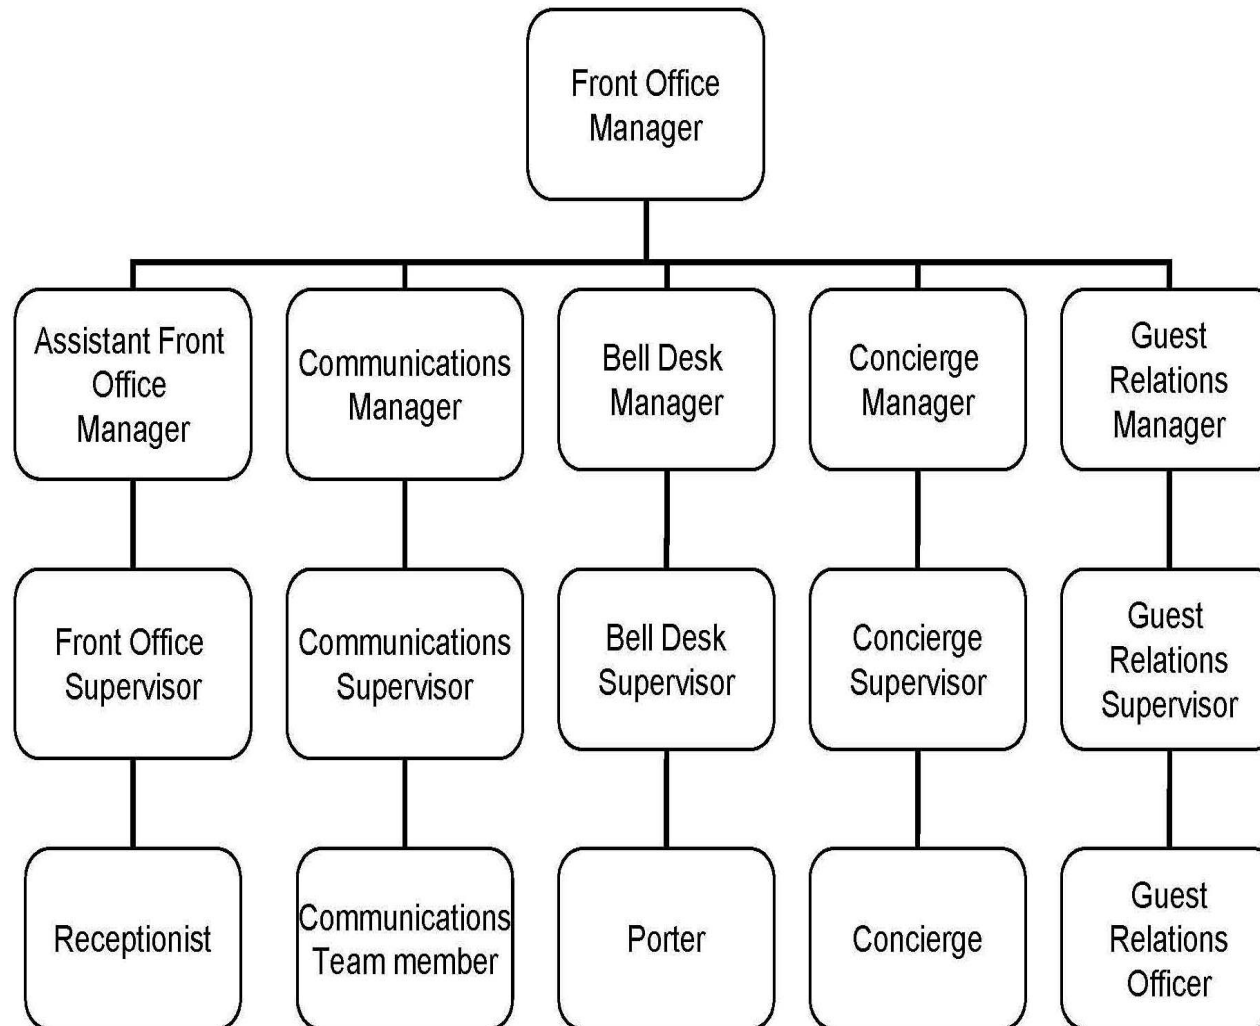 Front Office
Manager
Assistant Front
Office
Manager
Communications
Manager
Bell Desk
Manager
Concierge
Manager
Guest
Relations
Manager
Front Office
Supervisor
Communications
Supervisor
Bell Desk
Supervisor
Concierge
Supervisor
Guest
Relations
Supervisor
Receptionist
Communications
Team member
Porter
Concierge
Guest
Relations
Officer